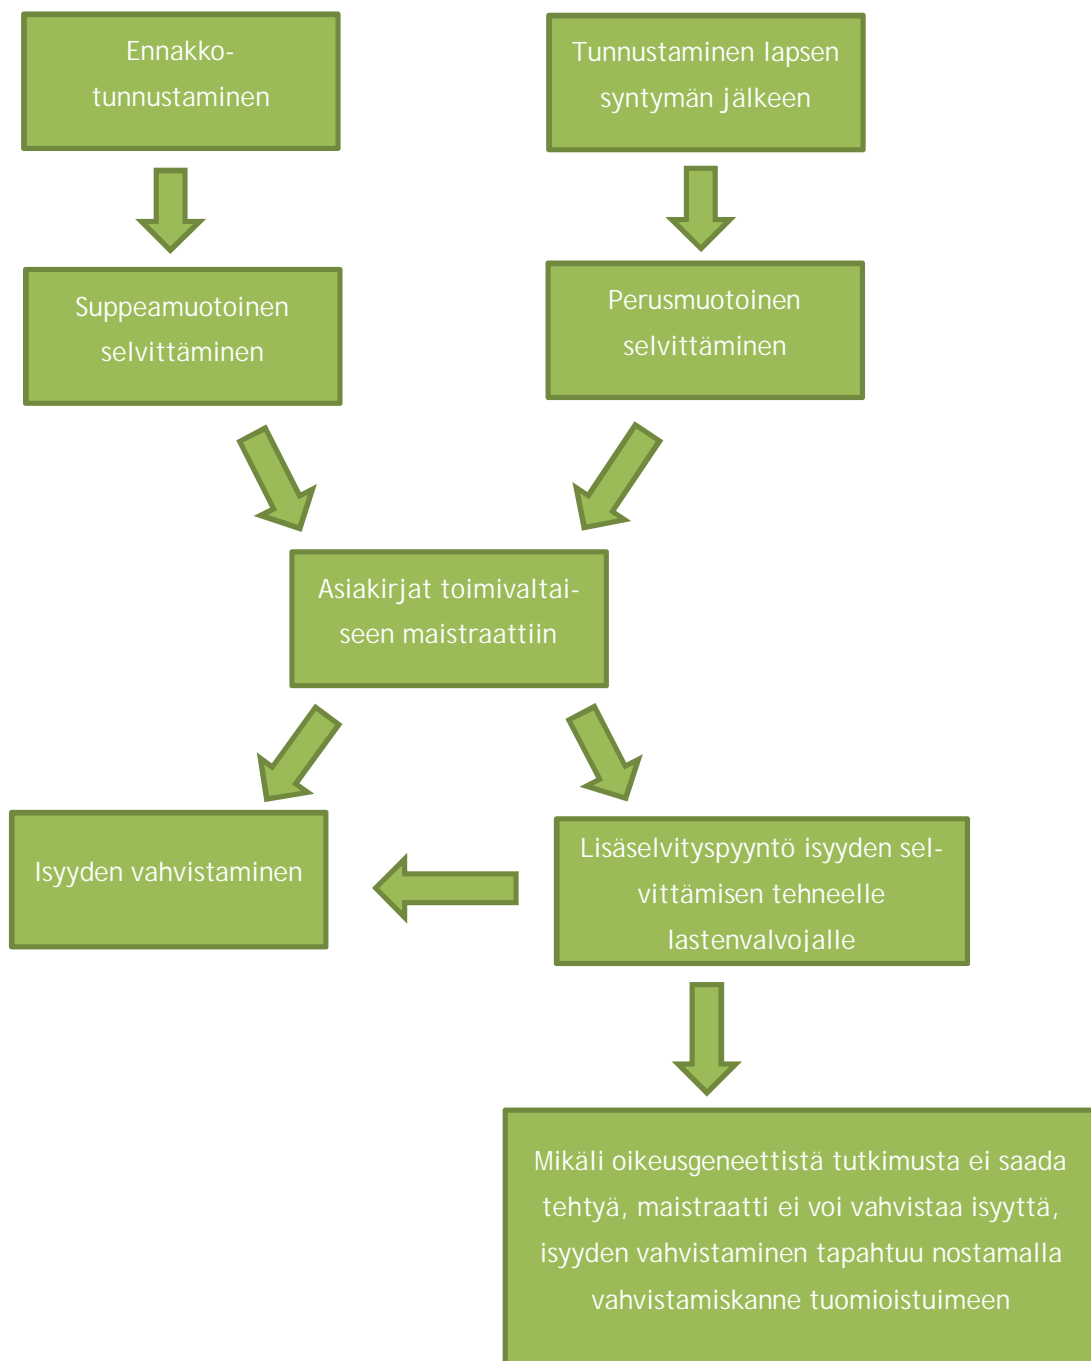 Ennakko-
tunnustaminen
Tunnustaminen lapsen
syntymän jälkeen
Suppeamuotoinen
selvittäminen
Perusmuotoinen
selvittäminen
Asiakirjat toimivaltai-
seen maistraattiin
Isyyden vahvistaminen
Lisäselvityspyyntö isyyden sel-
vittämisen tehneelle
lastenvalvojalle
Mikäli oikeusgeneettistä tutkimusta ei saada
tehtyä, maistraatti ei voi vahvistaa isyyttä,
isyyden vahvistaminen tapahtuu nostamalla
vahvistamiskanne tuomioistuimeen